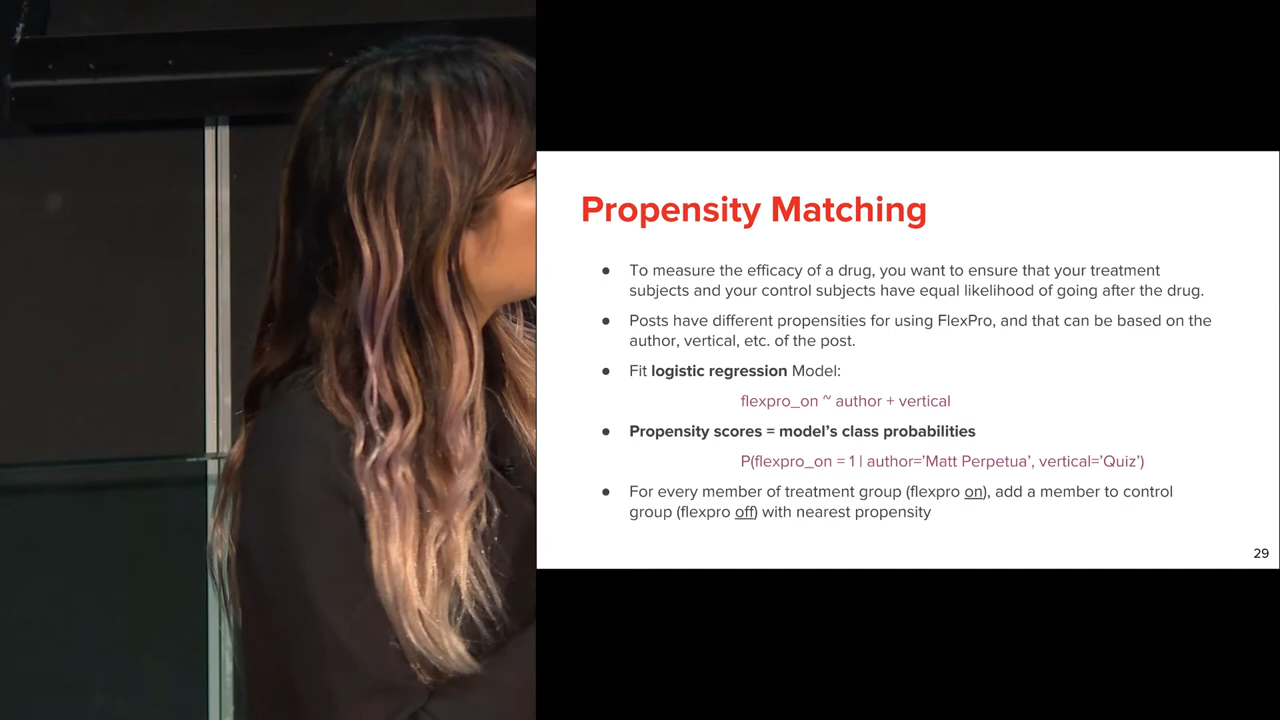 Propensity Matching
● To measure the efficacy of a drug, you want to ensure that your treatment
subjects and your control subjects have equal likelihood of going after the drug.
● Posts have different propensities for using FlexPro, and that can be based on the
author, vertical, etc. of the post.
● Fit logistic regression Model:
flexpro_on ~ author + vertical
● Propensity scores = model’s class probabilities
P(flexpro_on = 1 | author=’Matt Perpetua’, vertical=’Quiz’)
● For every member of treatment group (flexpro on), add a member to control
group (flexpro off) with nearest propensity
29